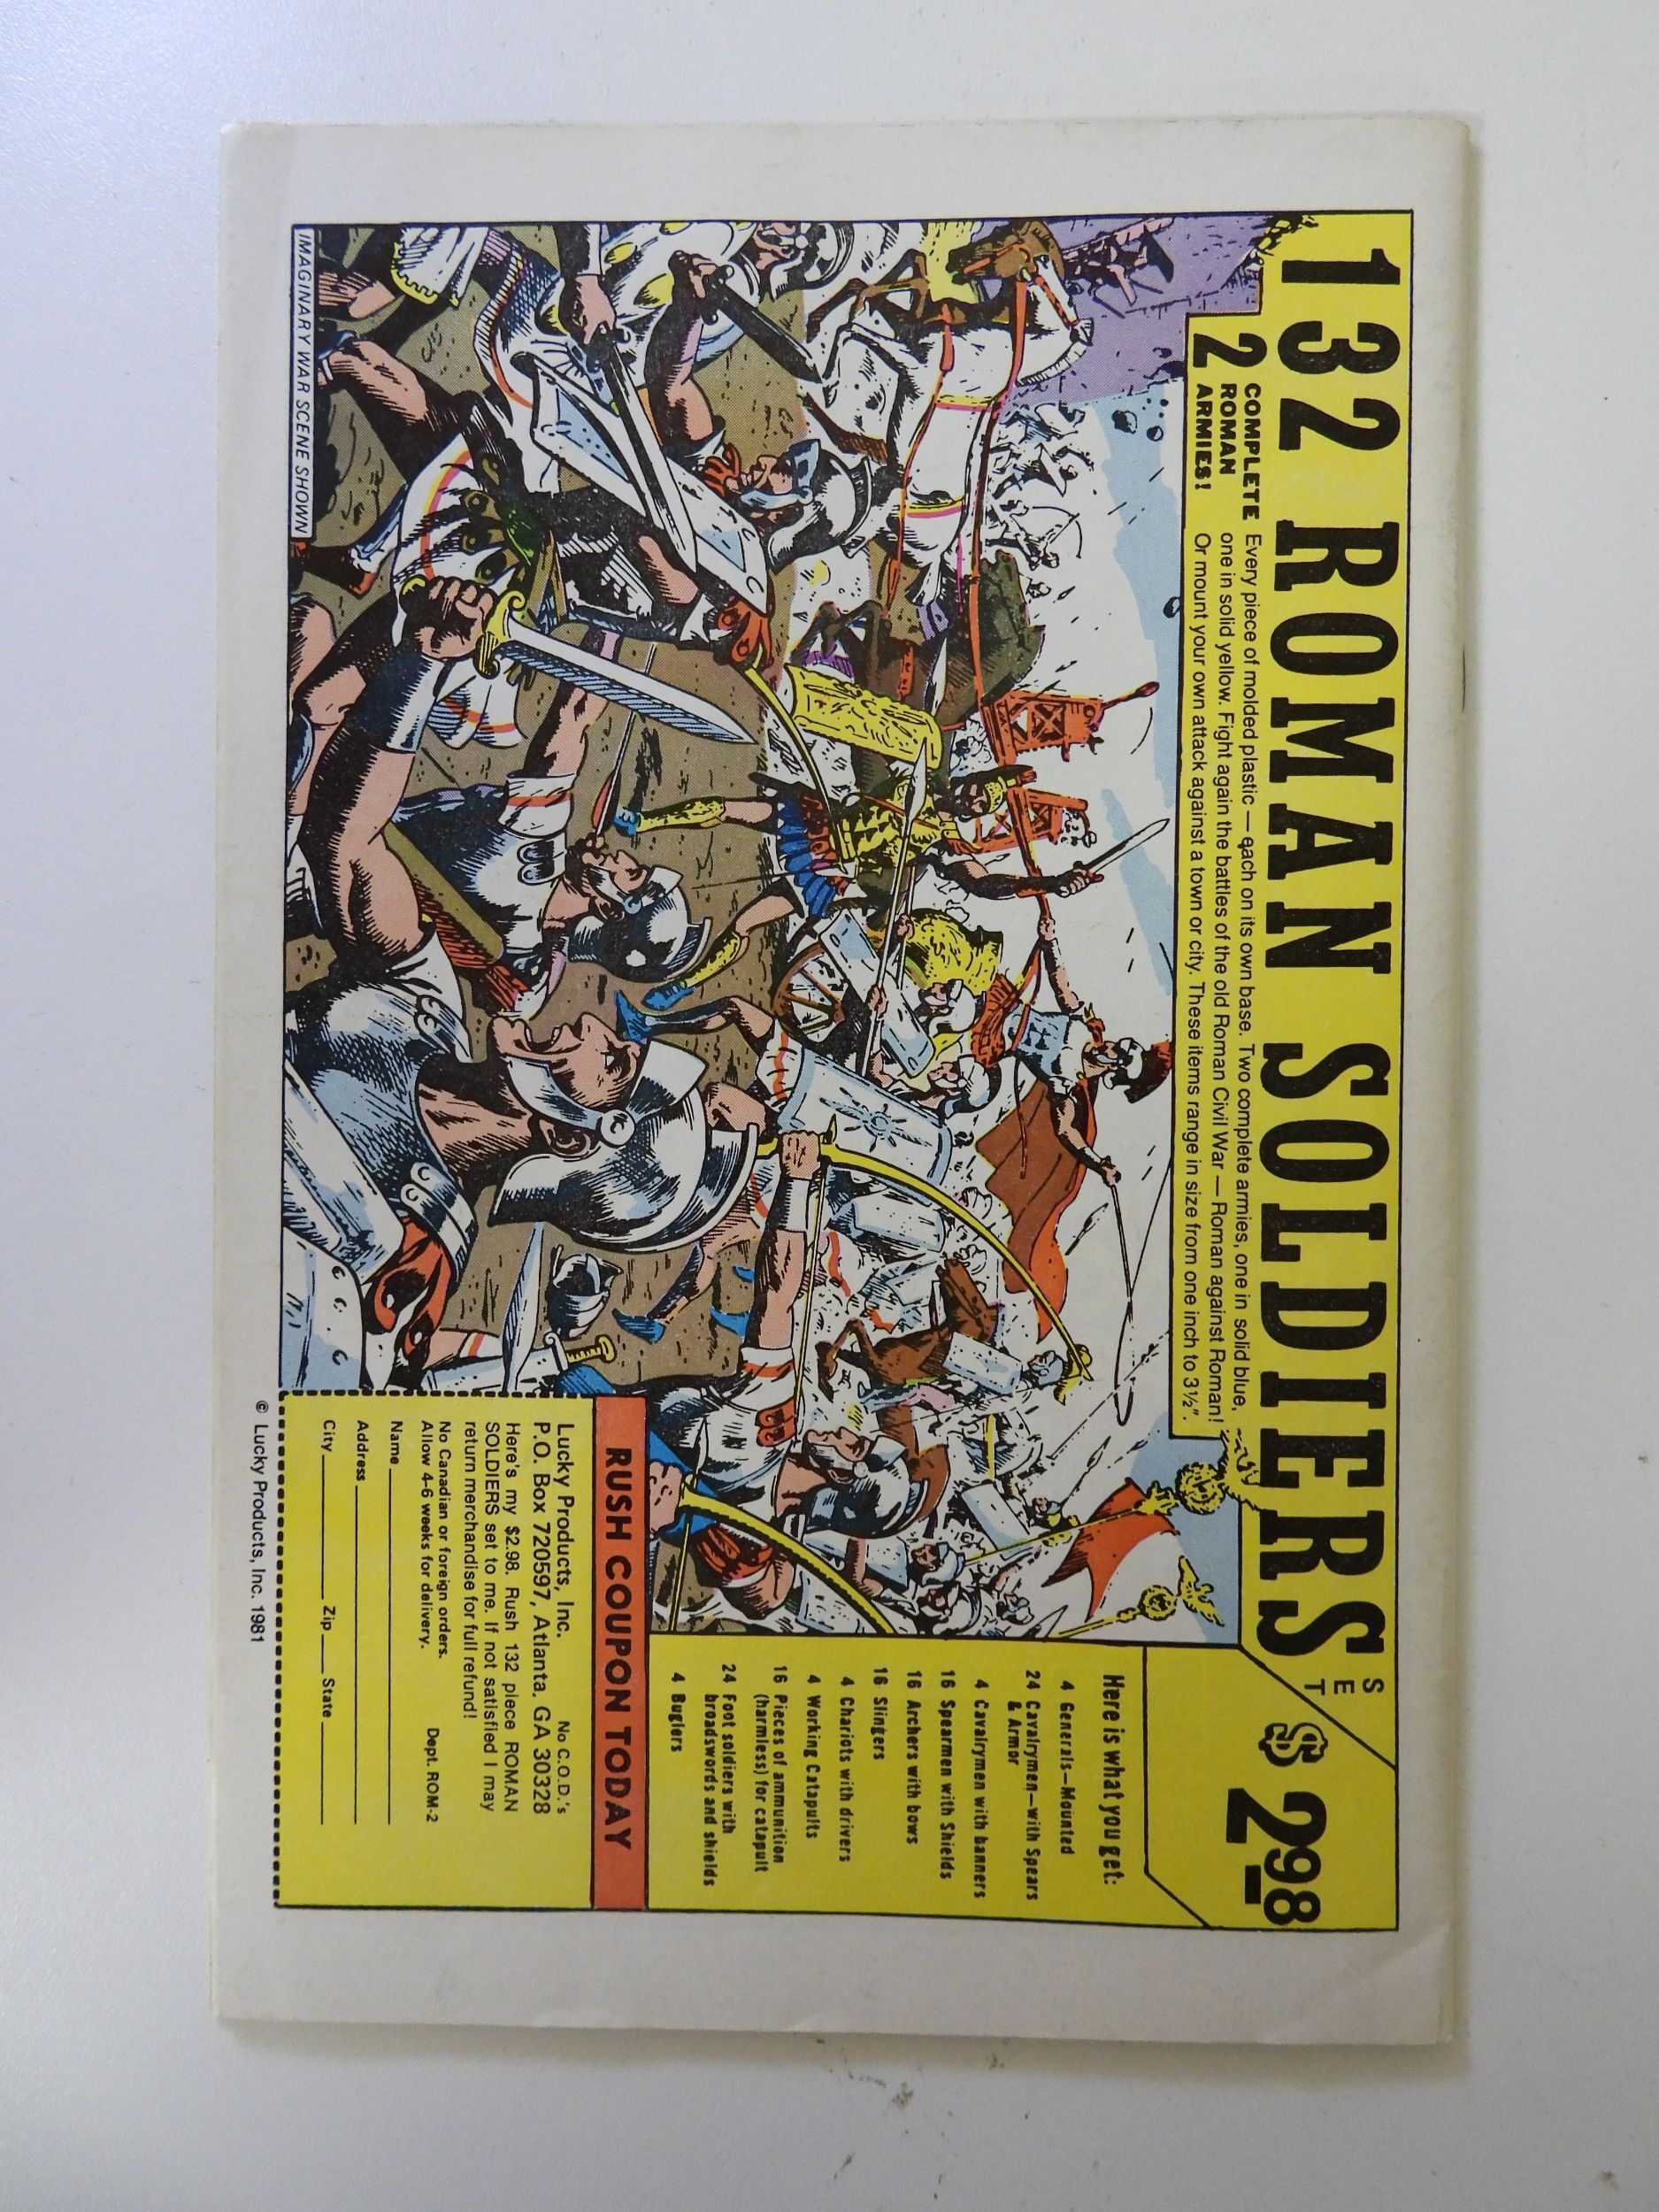 132 ROMAN SOLDIERS
SET
$2.98
2 COMPLETE
ROMAN
ARMIES!
Every piece of molded plastic — each on its own base. Two complete armies, one in solid blue,
one in solid yellow. Fight again the battles of the old Roman Civil War — Roman against Roman!
Or mount your own attack against a town or city. These items range in size from one inch to 3½".
Here is what you get:
4 Generals—Mounted
24 Cavalrymen—with Spears
& Armor
4 Cavalrymen with banners
16 Spearmen with Shields
16 Archers with bows
16 Slingers
4 Chariots with drivers
4 Working Catapults
16 Pieces of ammunition
(harmless) for catapult
24 Foot soldiers with
broadswords and shields
4 Buglers
IMAGINARY WAR SCENE SHOWN
RUSH COUPON TODAY
Lucky Products, Inc. No C.O.D.'s
P.O. Box 720597, Atlanta, GA 30328
Here's my $2.98. Rush 132 piece ROMAN
SOLDIERS set to me. If not satisfied I may
return merchandise for full refund!
No Canadian or foreign orders.
Allow 4-6 weeks for delivery. Dept. ROM-2
Name
Address
City Zip State
© Lucky Products, Inc. 1981